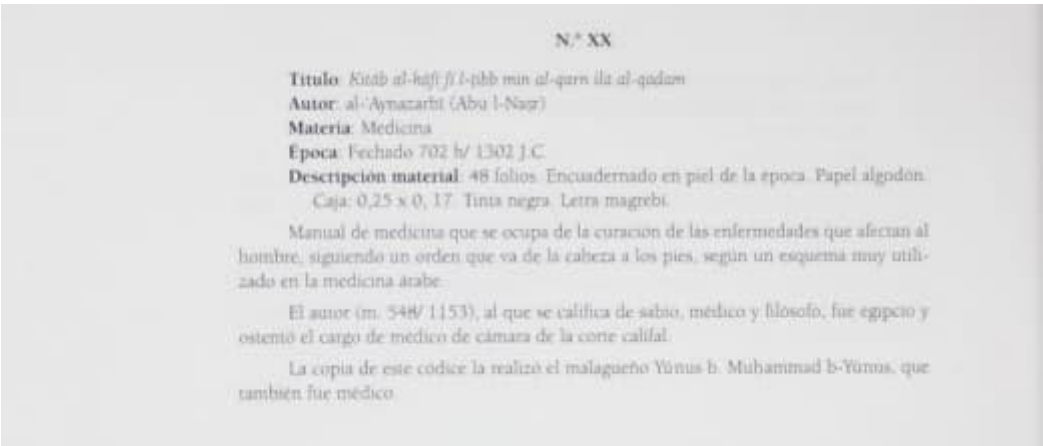 N.º XX
Título: Kitāb al-kāfī fī l-ṭibb min al-qarn ila al-qadam
Autor: al-'Aynazarbī (Abu l-Naṣr)
Materia: Medicina
Época: Fechado 702 h/ 1302 J.C.
Descripción material: 48 folios. Encuadernado en piel de la época. Papel algodón.
Caja: 0,25 x 0, 17. Tinta negra. Letra magrebí.
Manual de medicina que se ocupa de la curación de las enfermedades que afectan al
hombre, siguiendo un orden que va de la cabeza a los pies, según un esquema muy utili-
zado en la medicina árabe.
El autor (m. 548/ 1153), al que se califica de sabio, médico y filósofo, fue egipcio y
ostentó el cargo de médico de cámara de la corte califal.
La copia de este códice la realizó el malagueño Yūnus b. Muhammad b-Yūnus, que
también fue médico.